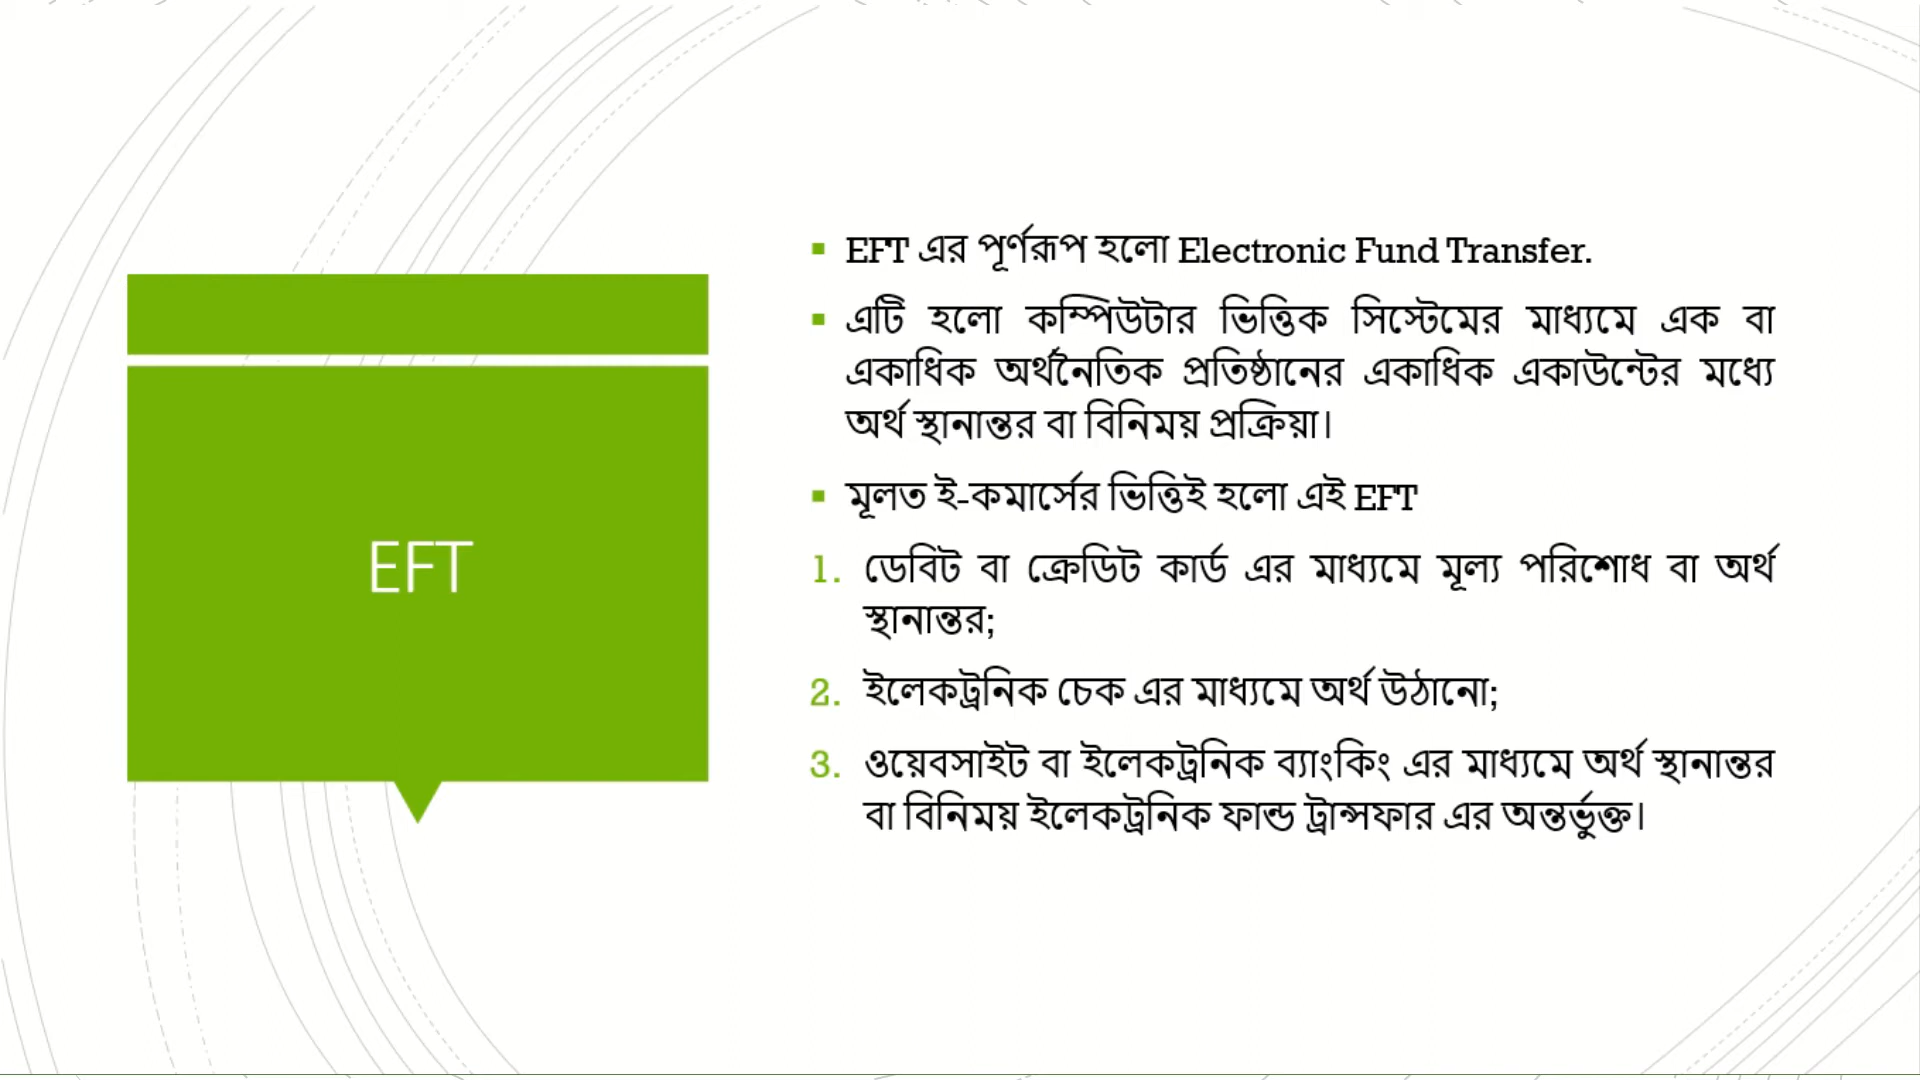 EFT
▪ EFT এর পূর্ণরূপ হলো Electronic Fund Transfer.
▪ এটি হলো কম্পিউটার ভিত্তিক সিস্টেমের মাধ্যমে এক বা
একাধিক অর্থনৈতিক প্রতিষ্ঠানের একাধিক একাউন্টের মধ্যে
অর্থ স্থানান্তর বা বিনিময় প্রক্রিয়া।
▪ মূলত ই-কমার্সের ভিত্তিই হলো এই EFT
1. ডেবিট বা ক্রেডিট কার্ড এর মাধ্যমে মূল্য পরিশোধ বা অর্থ
স্থানান্তর;
2. ইলেকট্রনিক চেক এর মাধ্যমে অর্থ উঠানো;
3. ওয়েবসাইট বা ইলেকট্রনিক ব্যাংকিং এর মাধ্যমে অর্থ স্থানান্তর
বা বিনিময় ইলেকট্রনিক ফান্ড ট্রান্সফার এর অন্তর্ভুক্ত।